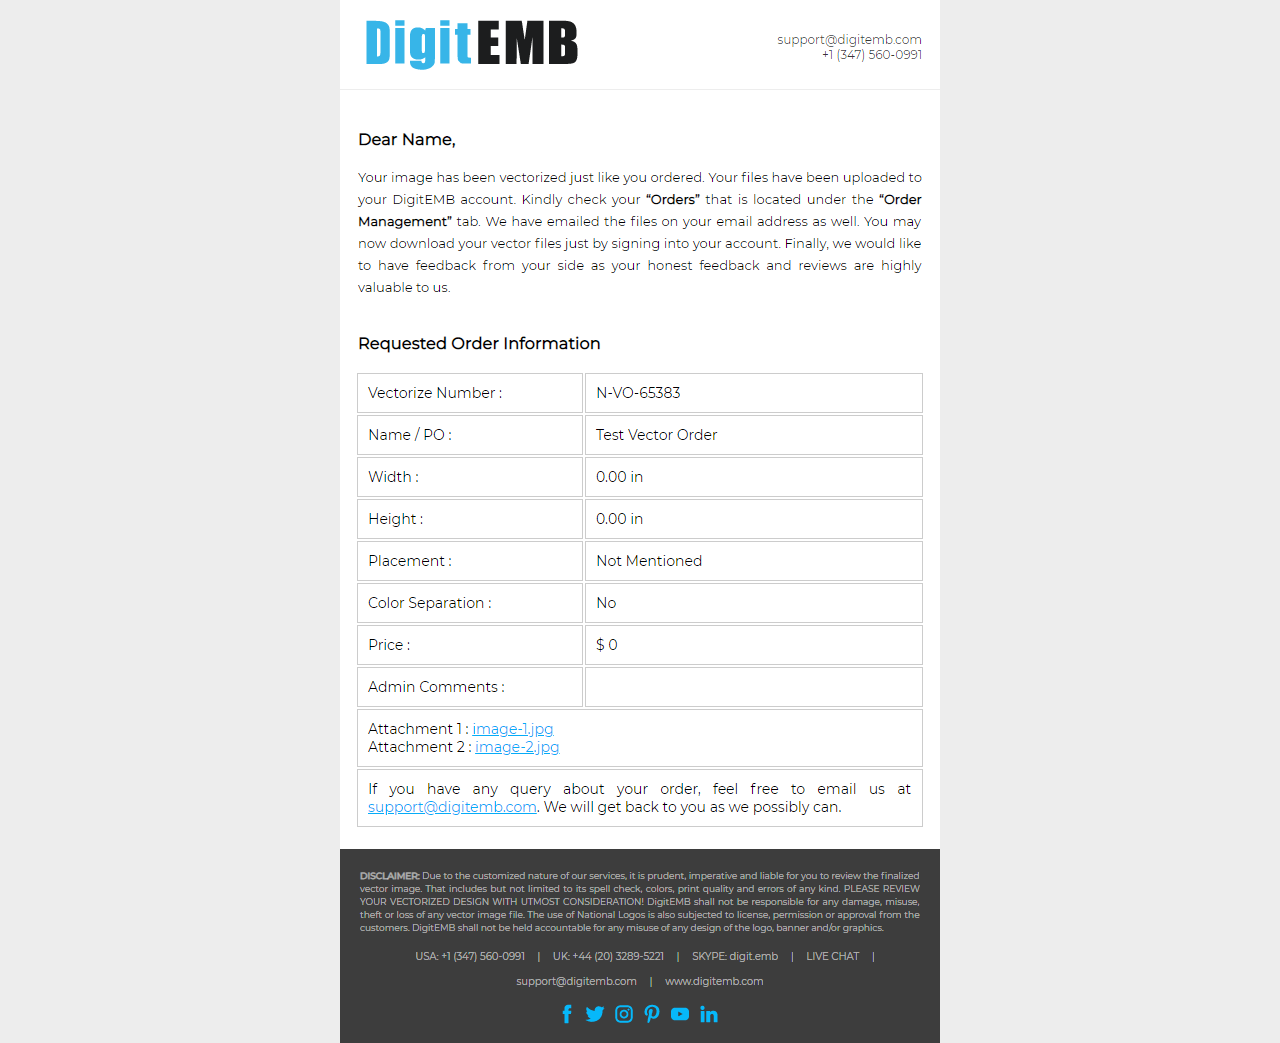 DigitEMB
support@digitemb.com
+1 (347) 560-0991
Dear Name,
Your image has been vectorized just like you ordered. Your files have been uploaded to
your DigitEMB account. Kindly check your “Orders” that is located under the “Order
Management” tab. We have emailed the files on your email address as well. You may
now download your vector files just by signing into your account. Finally, we would like
to have feedback from your side as your honest feedback and reviews are highly
valuable to us.
Requested Order Information
Vectorize Number : N-VO-65383
Name / PO : Test Vector Order
Width : 0.00 in
Height : 0.00 in
Placement : Not Mentioned
Color Separation : No
Price : $ 0
Admin Comments :
Attachment 1 : image-1.jpg
Attachment 2 : image-2.jpg
If you have any query about your order, feel free to email us at
support@digitemb.com. We will get back to you as we possibly can.
DISCLAIMER: Due to the customized nature of our services, it is prudent, imperative and liable for you to review the finalized
vector image. That includes but not limited to its spell check, colors, print quality and errors of any kind. PLEASE REVIEW
YOUR VECTORIZED DESIGN WITH UTMOST CONSIDERATION! DigitEMB shall not be responsible for any damage, misuse,
theft or loss of any vector image file. The use of National Logos is also subjected to license, permission or approval from the
customers. DigitEMB shall not be held accountable for any misuse of any design of the logo, banner and/or graphics.
USA: +1 (347) 560-0991 | UK: +44 (20) 3289-5221 | SKYPE: digit.emb | LIVE CHAT |
support@digitemb.com | www.digitemb.com